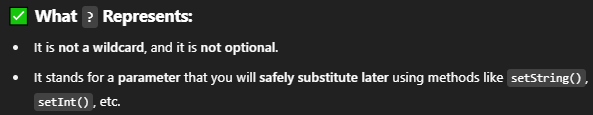 ✅ What ? Represents:
• It is not a wildcard, and it is not optional.
• It stands for a parameter that you will safely substitute later using methods like setString(),
setInt(), etc.